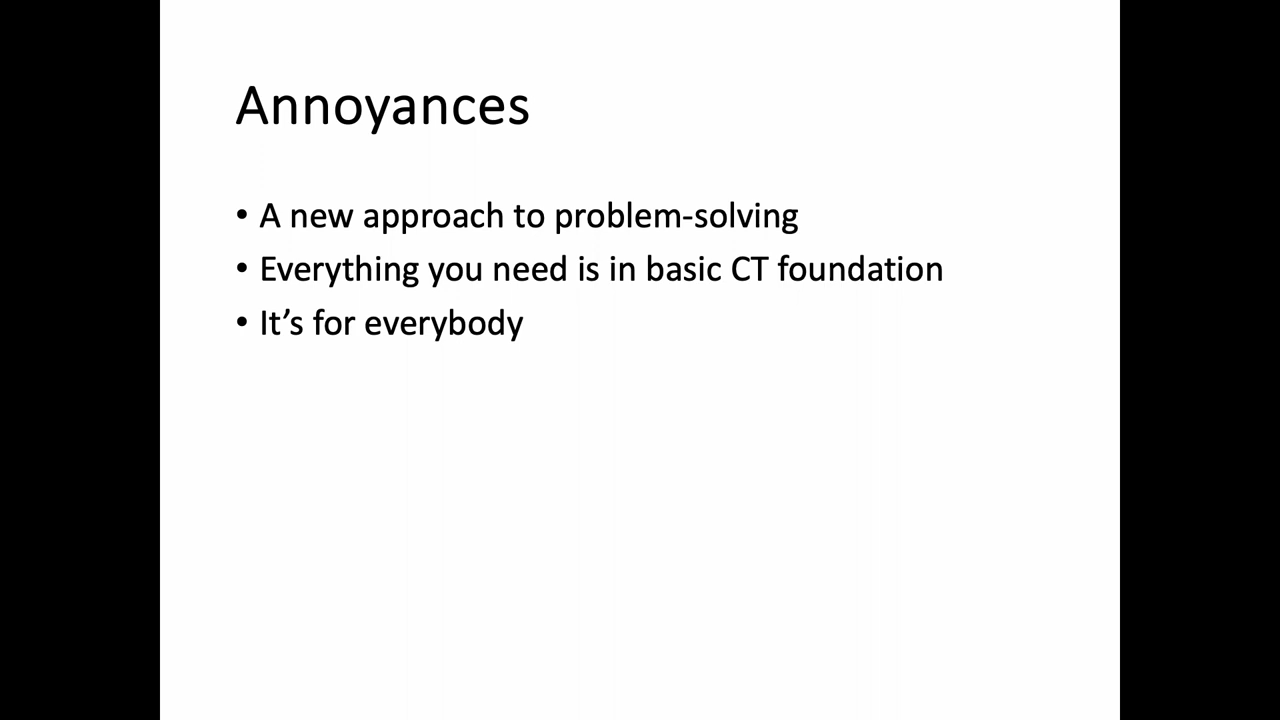 Annoyances
• A new approach to problem-solving
• Everything you need is in basic CT foundation
• It’s for everybody